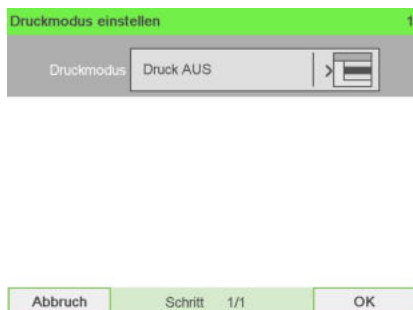 Druckmodus einstellen 1
Druckmodus Druck AUS >
Abbruch Schritt 1/1 OK